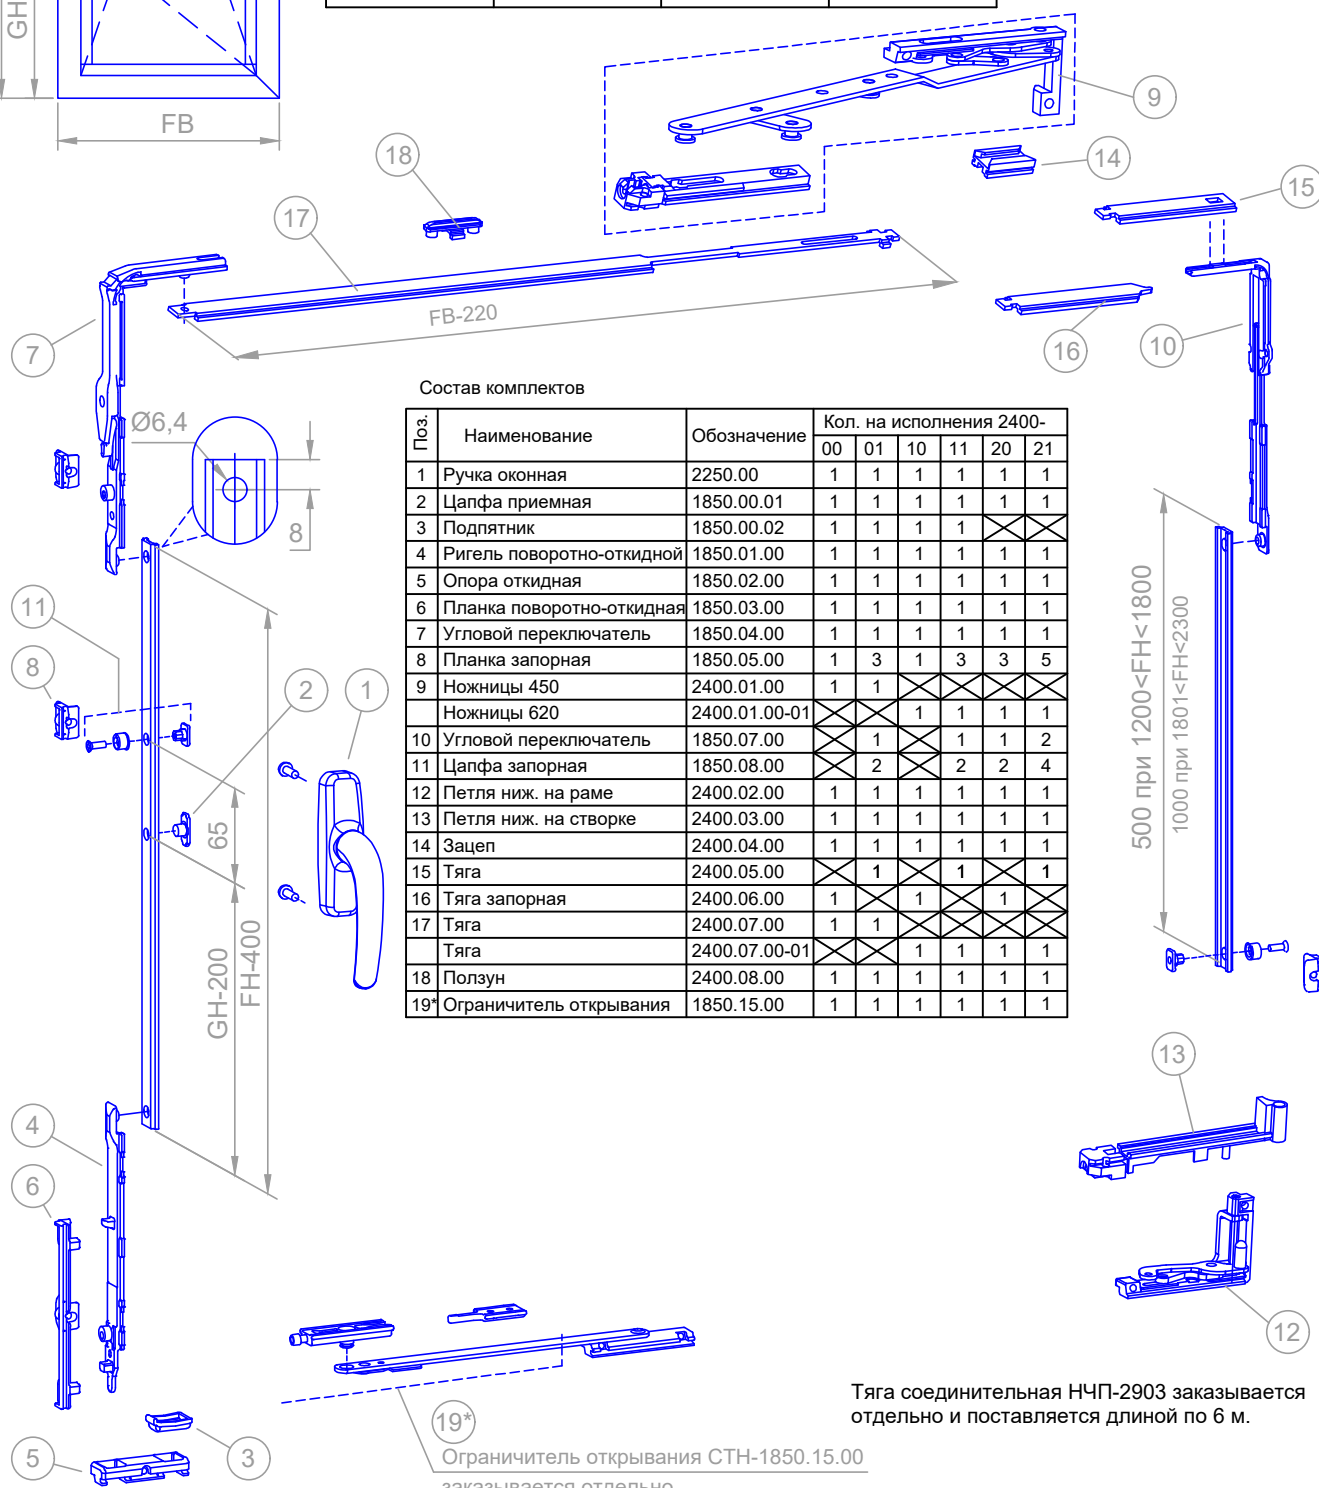 GH
FB
9
18
14
15
17
FB-220
7
16
10
Состав комплектов
Ø6,4
8
Поз. Наименование Обозначение Кол. на исполнения 2400-
00 01 10 11 20 21
1 Ручка оконная 2250.00 1 1 1 1 1 1
2 Цапфа приемная 1850.00.01 1 1 1 1 1 1
3 Подпятник 1850.00.02 1 1 1 1
4 Ригель поворотно-откидной 1850.01.00 1 1 1 1 1 1
5 Опора откидная 1850.02.00 1 1 1 1 1 1
6 Планка поворотно-откидная 1850.03.00 1 1 1 1 1 1
7 Угловой переключатель 1850.04.00 1 1 1 1 1 1
8 Планка запорная 1850.05.00 1 3 1 3 3 5
9 Ножницы 450 2400.01.00 1 1
Ножницы 620 2400.01.00-01 1 1 1 1
10 Угловой переключатель 1850.07.00 1 1 1 2
11 Цапфа запорная 1850.08.00 2 2 2 4
12 Петля ниж. на раме 2400.02.00 1 1 1 1 1 1
13 Петля ниж. на створке 2400.03.00 1 1 1 1 1 1
14 Зацеп 2400.04.00 1 1 1 1 1 1
15 Тяга 2400.05.00 1 1 1
16 Тяга запорная 2400.06.00 1 1 1
17 Тяга 2400.07.00 1 1
Тяга 2400.07.00-01 1 1 1 1
18 Ползун 2400.08.00 1 1 1 1 1 1
19* Ограничитель открывания 1850.15.00 1 1 1 1 1 1
11
8
2
1
65
GH-200
FH-400
500 при 1200<FH<1800
1000 при 1801<FH<2300
13
4
6
12
Тяга соединительная НЧП-2903 заказывается
отдельно и поставляется длиной по 6 м.
19*
5
3
Ограничитель открывания СТН-1850.15.00
заказывается отдельно